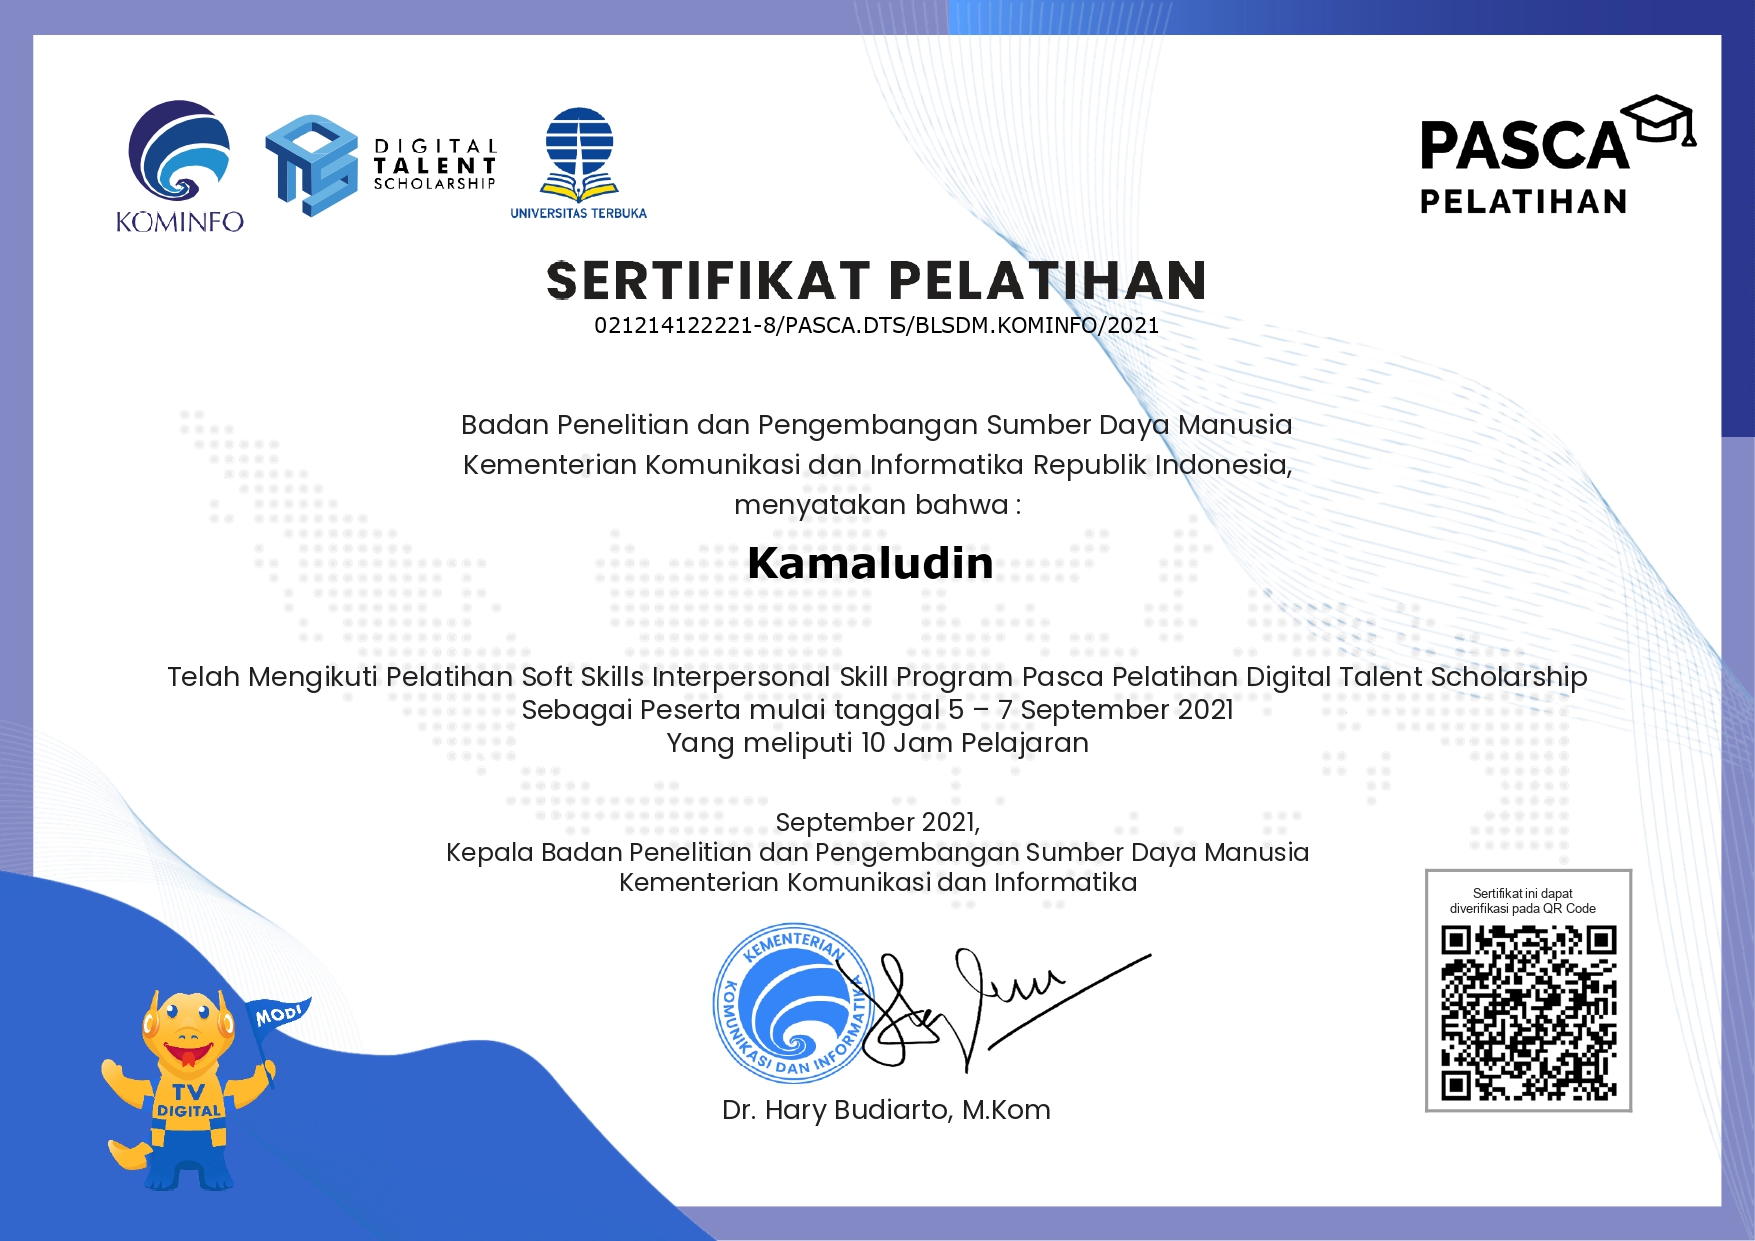 KOMINFO
DIGITAL
TALENT
SCHOLARSHIP
UNIVERSITAS TERBUKA
PASCA
PELATIHAN
SERTIFIKAT PELATIHAN
021214122221-8/PASCA.DTS/BLSDM.KOMINFO/2021
Badan Penelitian dan Pengembangan Sumber Daya Manusia
Kementerian Komunikasi dan Informatika Republik Indonesia,
menyatakan bahwa :
Kamaludin
Telah Mengikuti Pelatihan Soft Skills Interpersonal Skill Program Pasca Pelatihan Digital Talent Scholarship
Sebagai Peserta mulai tanggal 5 – 7 September 2021
Yang meliputi 10 Jam Pelajaran
September 2021,
Kepala Badan Penelitian dan Pengembangan Sumber Daya Manusia
Kementerian Komunikasi dan Informatika
KEMENTERIAN
KOMUNIKASI DAN INFORMATIKA
Dr. Hary Budiarto, M.Kom
Sertifikat ini dapat
diverifikasi pada QR Code
MODI
TV
DIGITAL